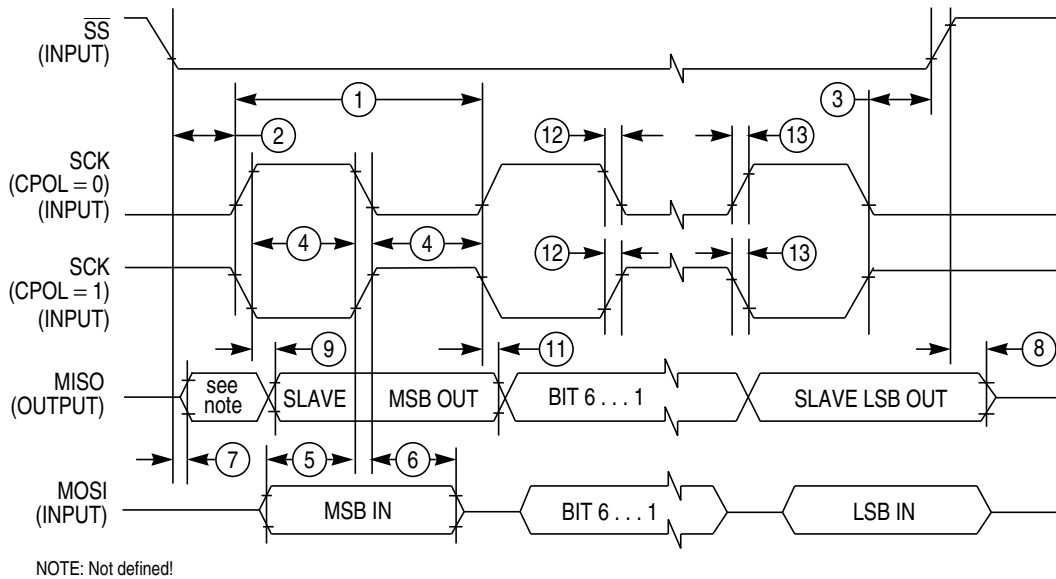 SS
(INPUT)
1
3
2
12
13
SCK
(CPOL = 0)
(INPUT)
4
4
12
13
SCK
(CPOL = 1)
(INPUT)
9
11
8
MISO
(OUTPUT)
see
note
SLAVE
MSB OUT
BIT 6 . . . 1
SLAVE LSB OUT
7
5
6
MOSI
(INPUT)
MSB IN
BIT 6 . . . 1
LSB IN
NOTE: Not defined!